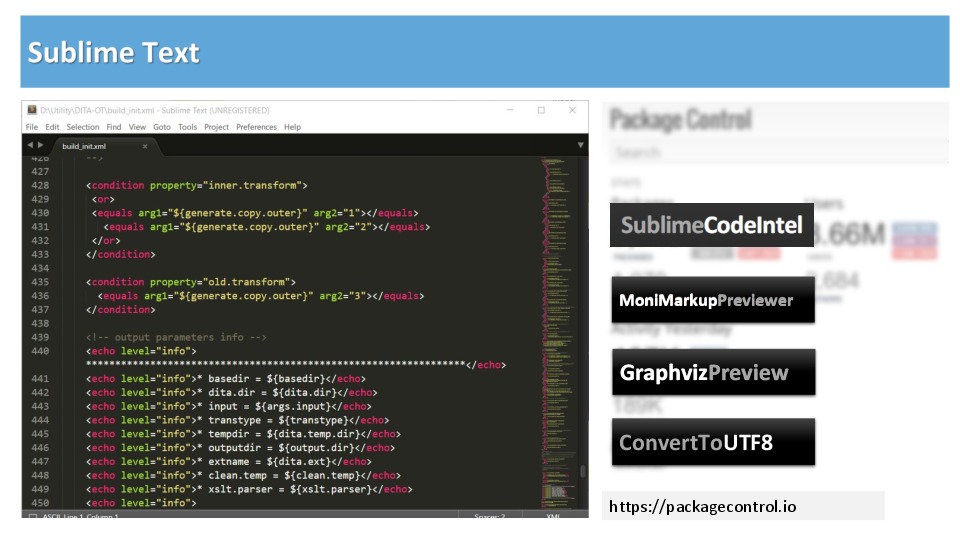 Sublime Text
D:\Utility\DITA-OT\build_init.xml - Sublime Text (UNREGISTERED)
File Edit Selection Find View Goto Tools Project Preferences Help
build_init.xml
426 -->
427
428 <condition property="inner.transform">
429 <or>
430 <equals arg1="${generate.copy.outer}" arg2="1"></equals>
431 <equals arg1="${generate.copy.outer}" arg2="2"></equals>
432 </or>
433 </condition>
434
435 <condition property="old.transform">
436 <equals arg1="${generate.copy.outer}" arg2="3"></equals>
437 </condition>
438
439 <!-- output parameters info -->
440 <echo level="info">
*****************************************************************</echo>
441 <echo level="info">* basedir = ${basedir}</echo>
442 <echo level="info">* dita.dir = ${dita.dir}</echo>
443 <echo level="info">* input = ${args.input}</echo>
444 <echo level="info">* transtype = ${transtype}</echo>
445 <echo level="info">* tempdir = ${dita.temp.dir}</echo>
446 <echo level="info">* outputdir = ${output.dir}</echo>
447 <echo level="info">* extname = ${dita.ext}</echo>
448 <echo level="info">* clean.temp = ${clean.temp}</echo>
449 <echo level="info">* xslt.parser = ${xslt.parser}</echo>
450 <echo level="info">
ASCII, Line 1, Column 1 Spaces: 2 XML
Package Control
Search
SublimeCodeIntel
3.66M
MoniMarkupPreviewer
Activity Yesterday
GraphvizPreview
189K
ConvertToUTF8
https://packagecontrol.io